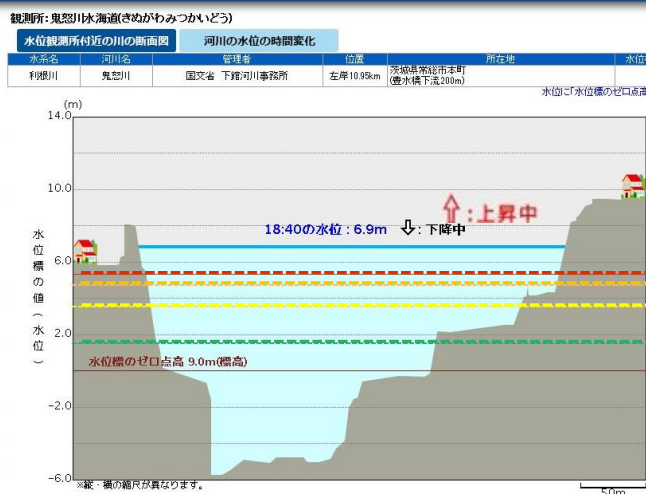 観測所:鬼怒川水海道(きぬがわみつかいどう)
水位観測所付近の川の断面図 河川の水位の時間変化
水系名 河川名 管理者 位置 所在地 水位
利根川 鬼怒川 国交省 下館河川事務所 左岸10.95km 茨城県常総市本町
(豊水橋下流200m)
水位に「水位標のゼロ点高
(m)
14.0
10.0
18:40の水位 : 6.9m ⇩ : 下降中 ⇧:上昇中
水位標の値(水位)
6.0
2.0
水位標のゼロ点高 9.0m(標高)
-2.0
-6.0
※縦・横の縮尺が異なります。
50m